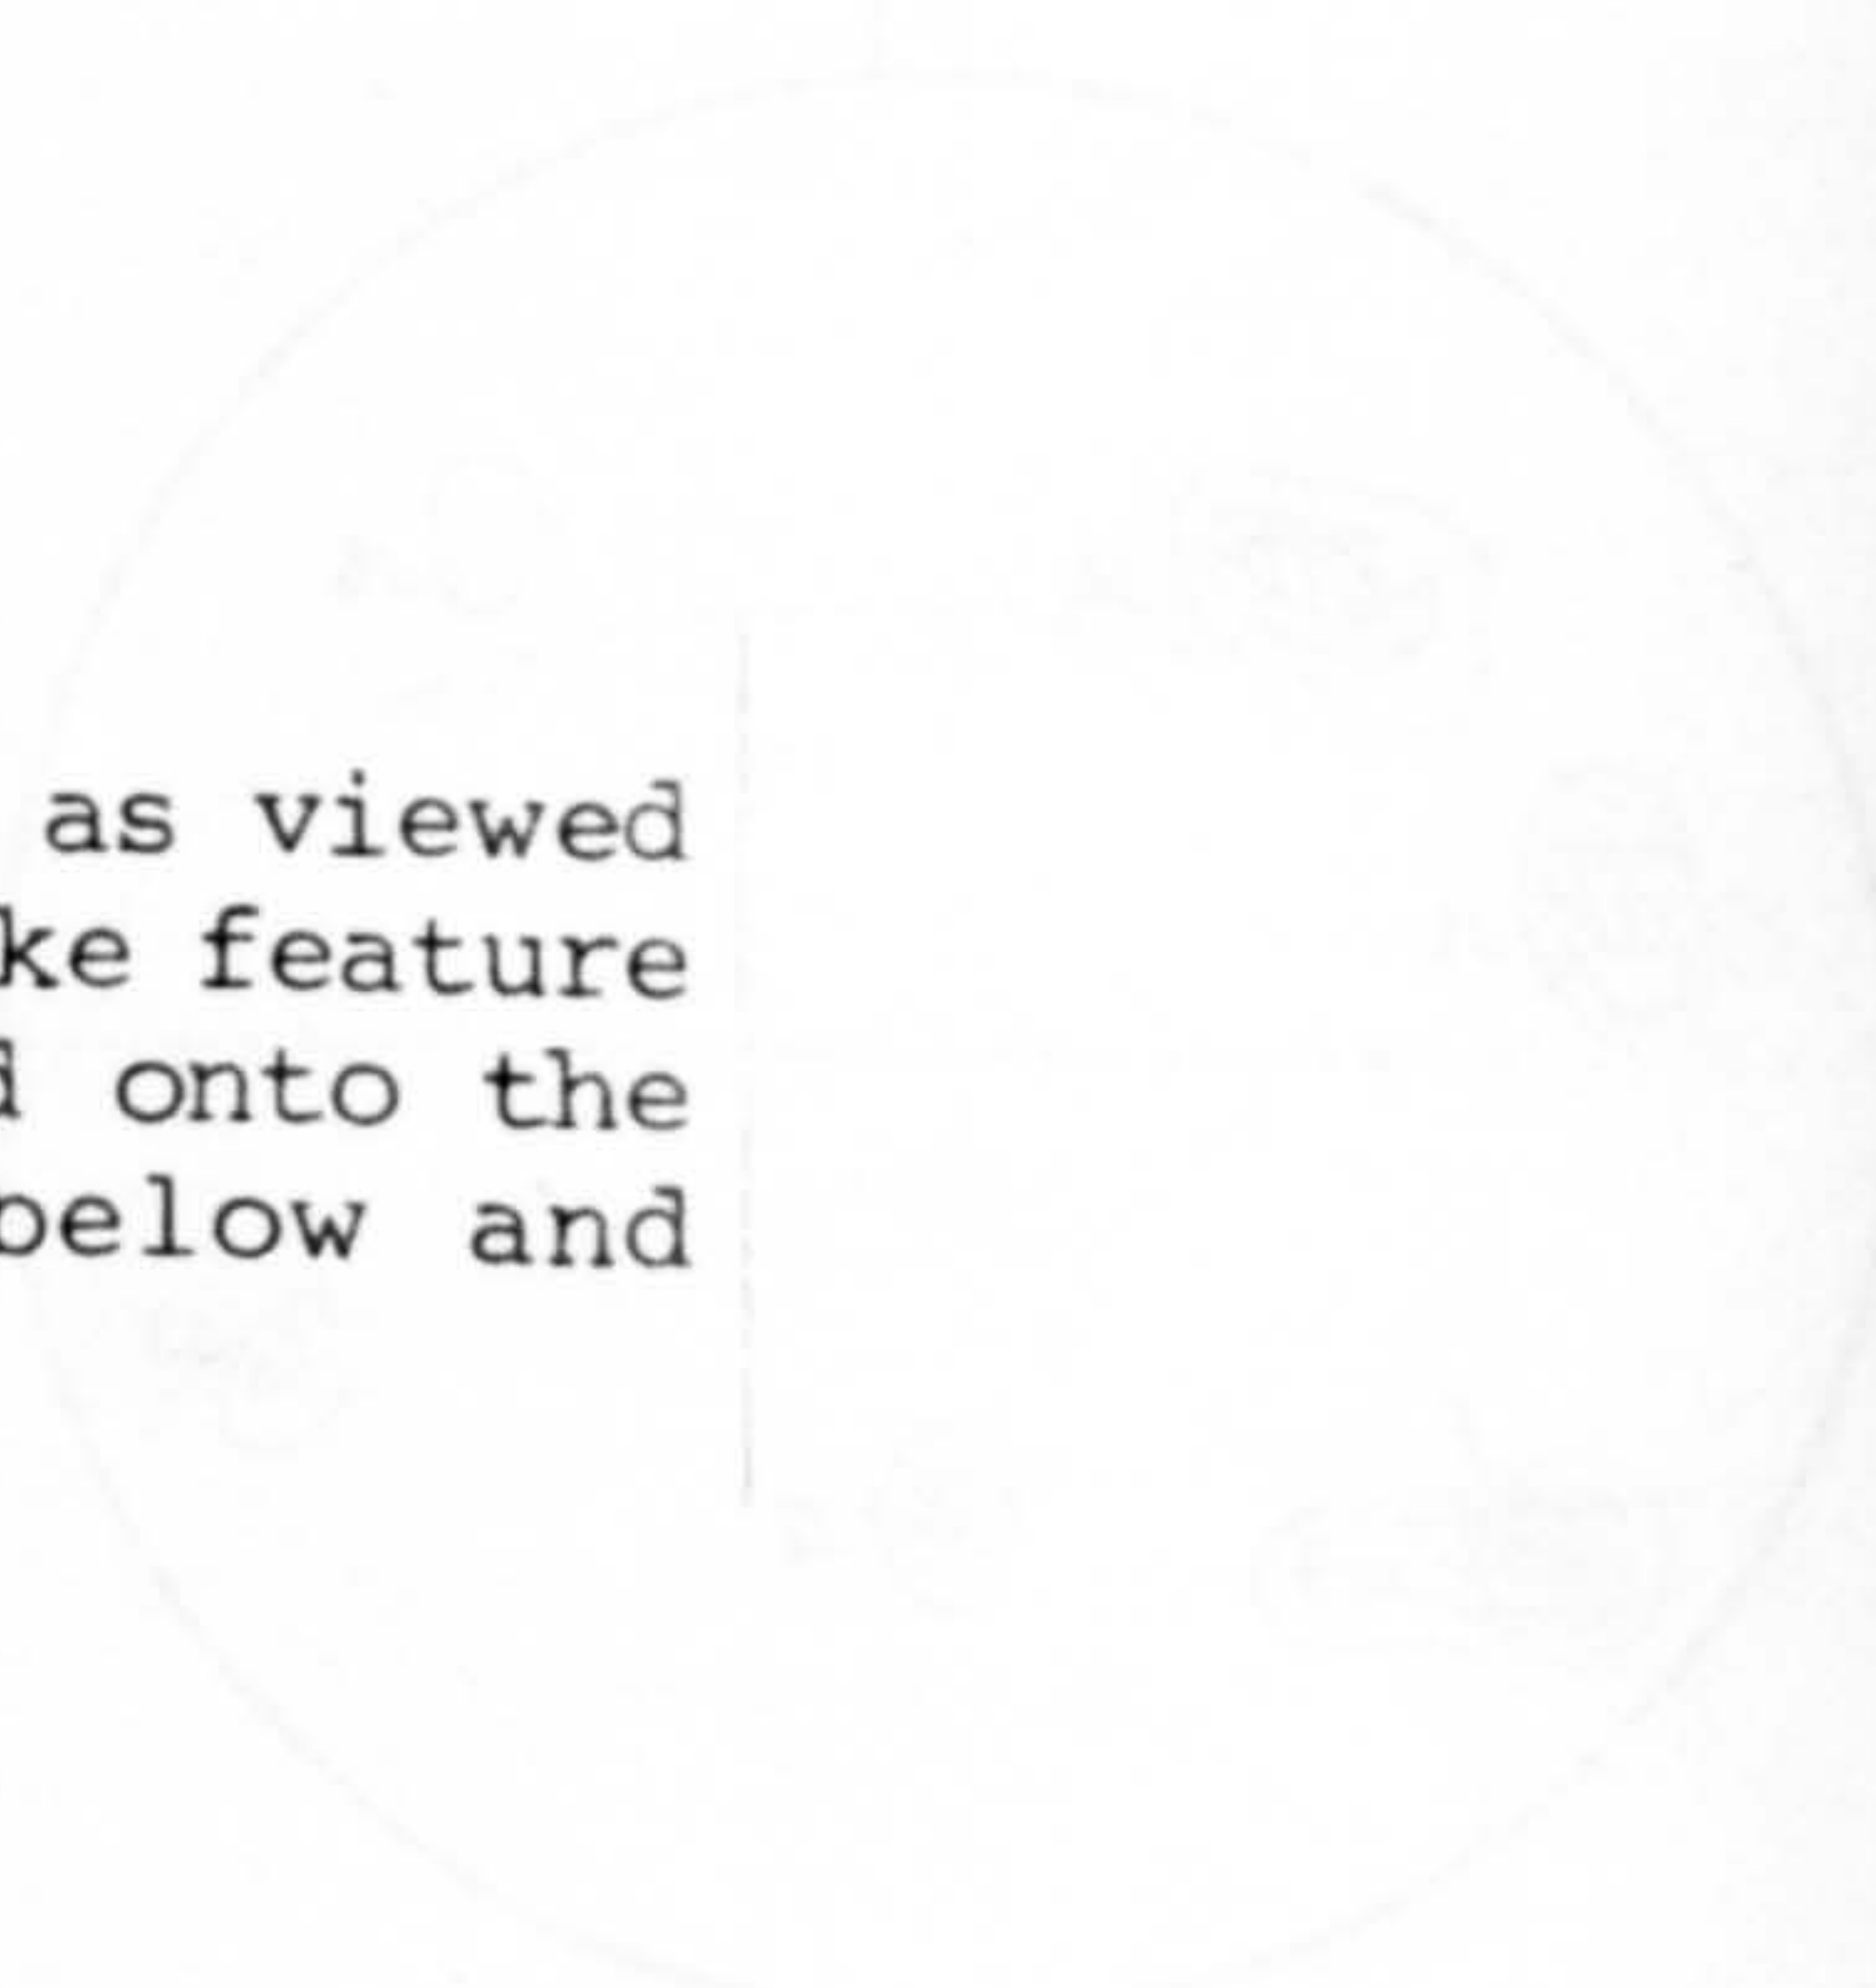 as viewed
ke feature
d onto the
below and